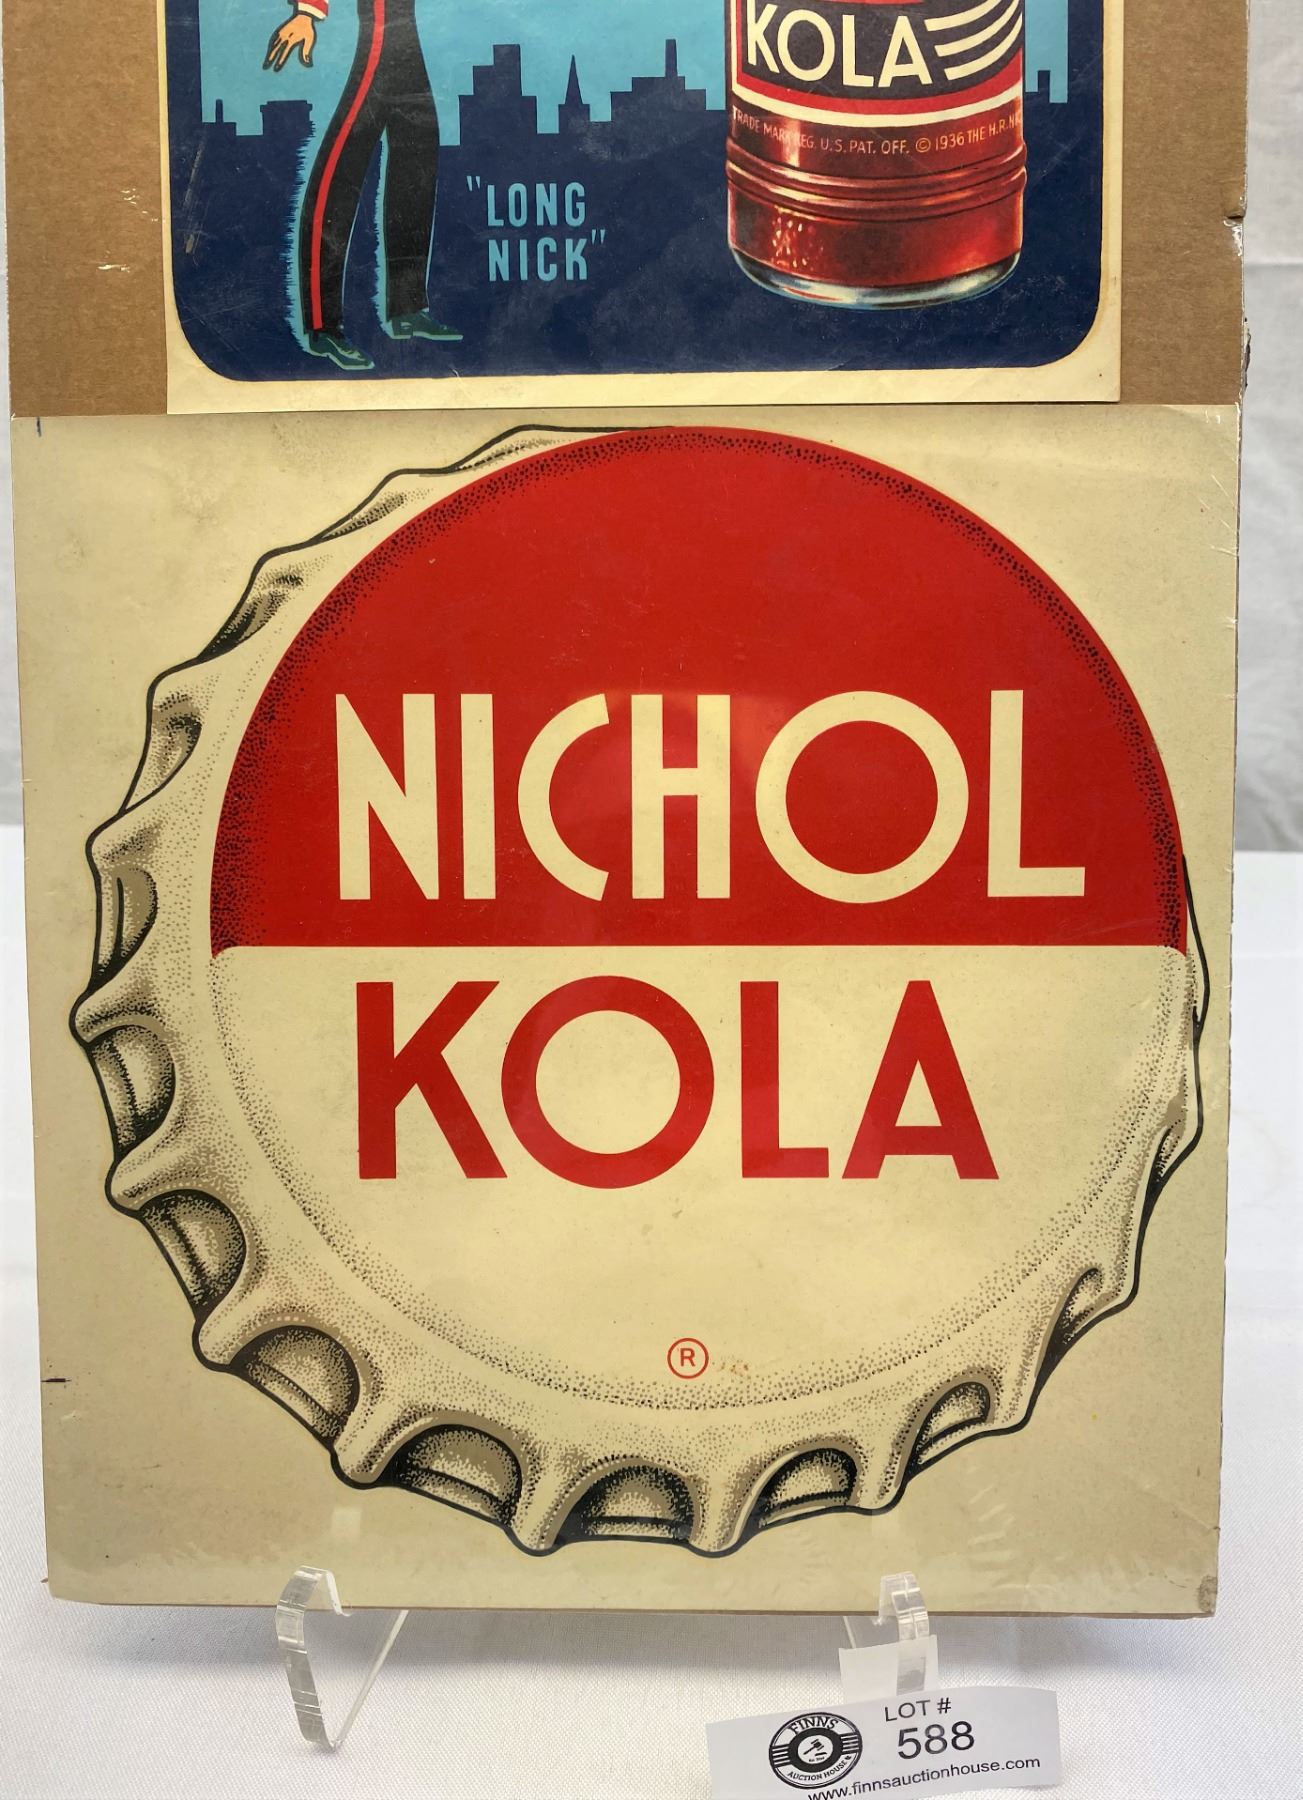 KOLA
TRADE MARK REG. U.S. PAT. OFF. © 1936 THE H.R.
"LONG
NICK"
NICHOL
KOLA
®
LOT #
588
FINNS
AUCTION HOUSE
www.finnsauctionhouse.com